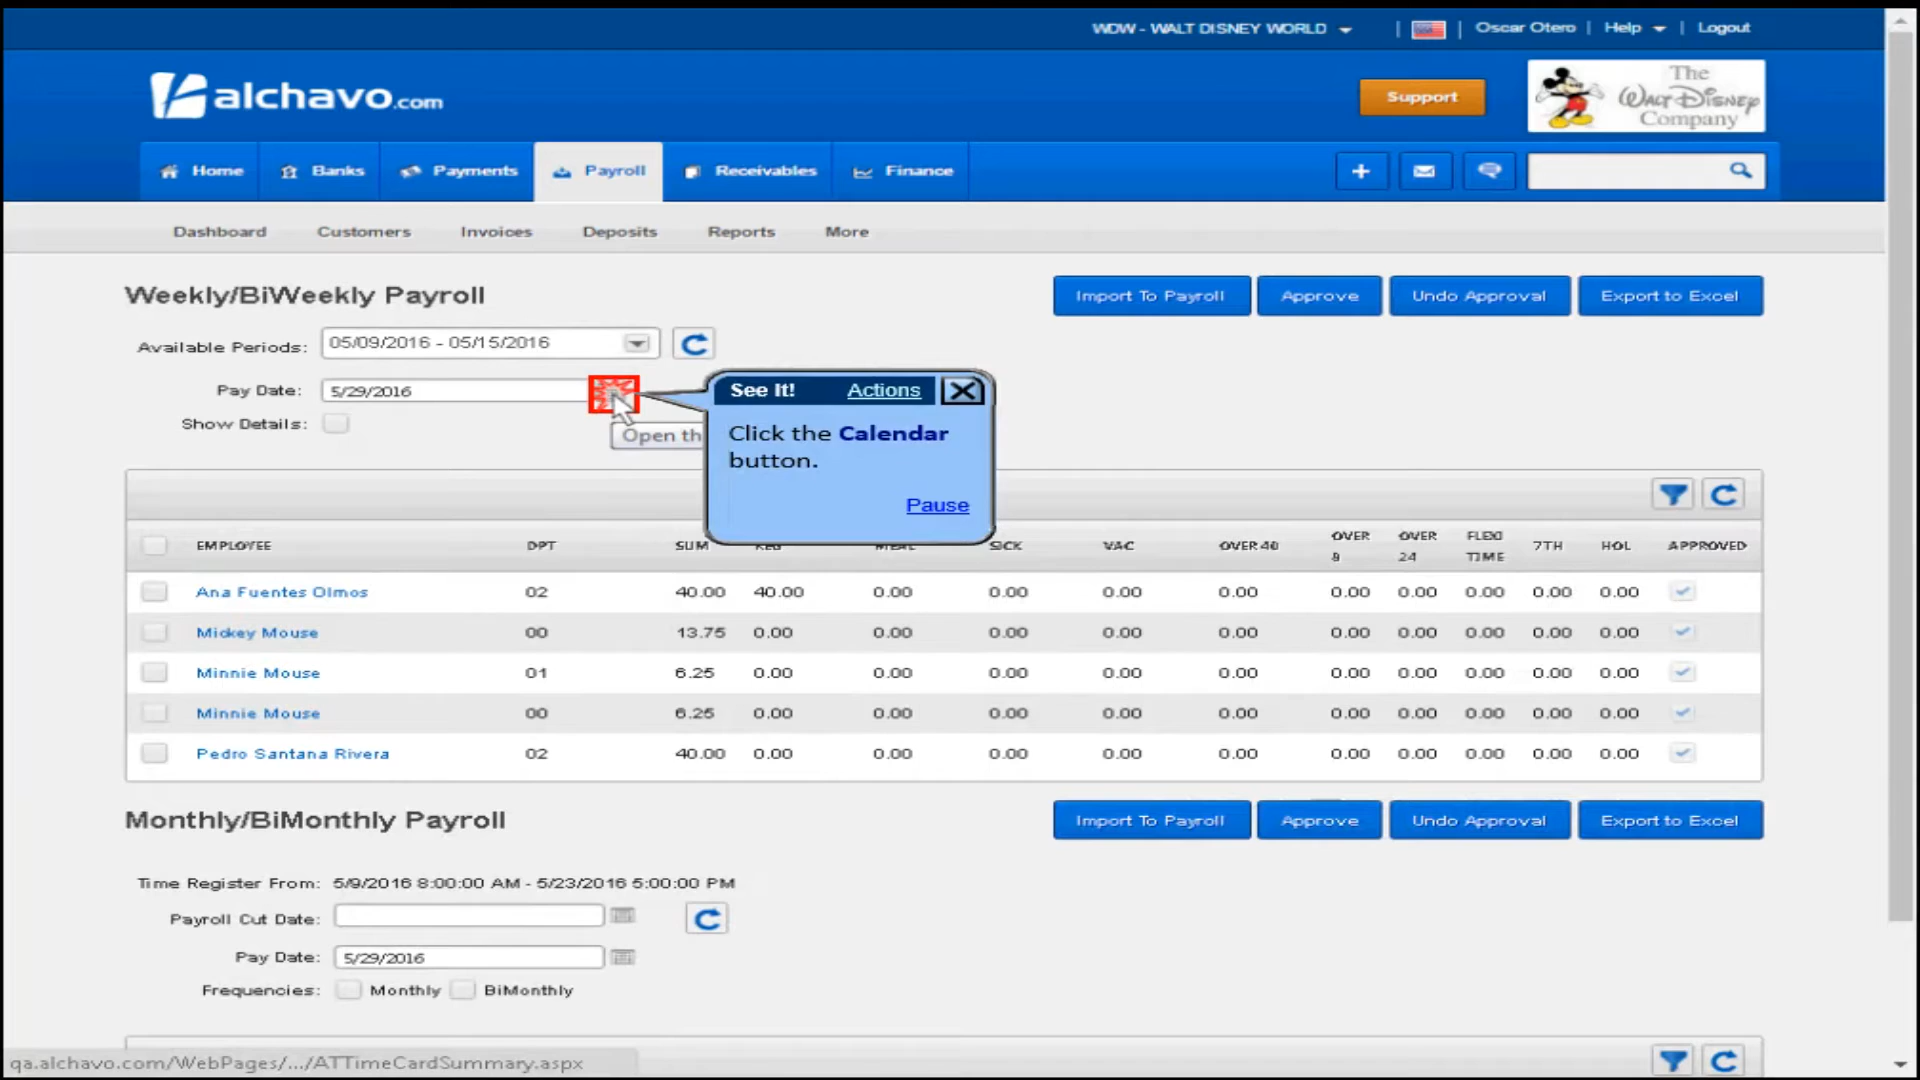 WDW - WALT DISNEY WORLD | | Oscar Otero | Help | Logout
alchavo.com
Support
The
Walt Disney
Company
Home Banks Payments Payroll Receivables Finance
Dashboard Customers Invoices Deposits Reports More
Weekly/BiWeekly Payroll
Import To Payroll Approve Undo Approval Export to Excel
Available Periods: 05/09/2016 - 05/15/2016
Pay Date: 5/29/2016
See It! Actions
Show Details:
Open th
Click the Calendar
button.
Pause
EMPLOYEE DPT SUM REG MEAL SICK VAC OVER 40 OVER 8 OVER 24 FLEXI TIME 7TH HOL APPROVED
Ana Fuentes Olmos 02 40.00 40.00 0.00 0.00 0.00 0.00 0.00 0.00 0.00 0.00 0.00
Mickey Mouse 00 13.75 0.00 0.00 0.00 0.00 0.00 0.00 0.00 0.00 0.00 0.00
Minnie Mouse 01 6.25 0.00 0.00 0.00 0.00 0.00 0.00 0.00 0.00 0.00 0.00
Minnie Mouse 00 6.25 0.00 0.00 0.00 0.00 0.00 0.00 0.00 0.00 0.00 0.00
Pedro Santana Rivera 02 40.00 0.00 0.00 0.00 0.00 0.00 0.00 0.00 0.00 0.00 0.00
Monthly/BiMonthly Payroll
Import To Payroll Approve Undo Approval Export to Excel
Time Register From: 5/9/2016 8:00:00 AM - 5/23/2016 5:00:00 PM
Payroll Cut Date:
Pay Date: 5/29/2016
Frequencies: Monthly BiMonthly
qa.alchavo.com/WebPages/.../ATTimeCardSummary.aspx